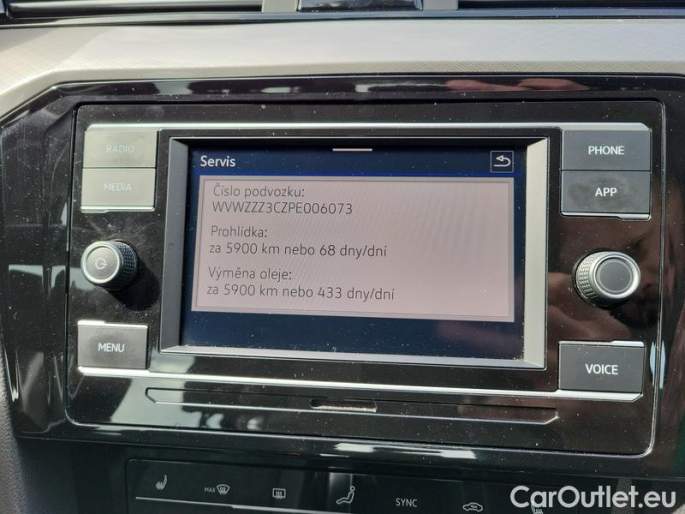 RADIO
MEDIA
MENU
Servis
Číslo podvozku:
WVWZZZ3CZPE006073
Prohlídka:
za 5900 km nebo 68 dny/dní
Výměna oleje:
za 5900 km nebo 433 dny/dní
PHONE
APP
VOICE
MAX
SYNC
CarOutlet.eu